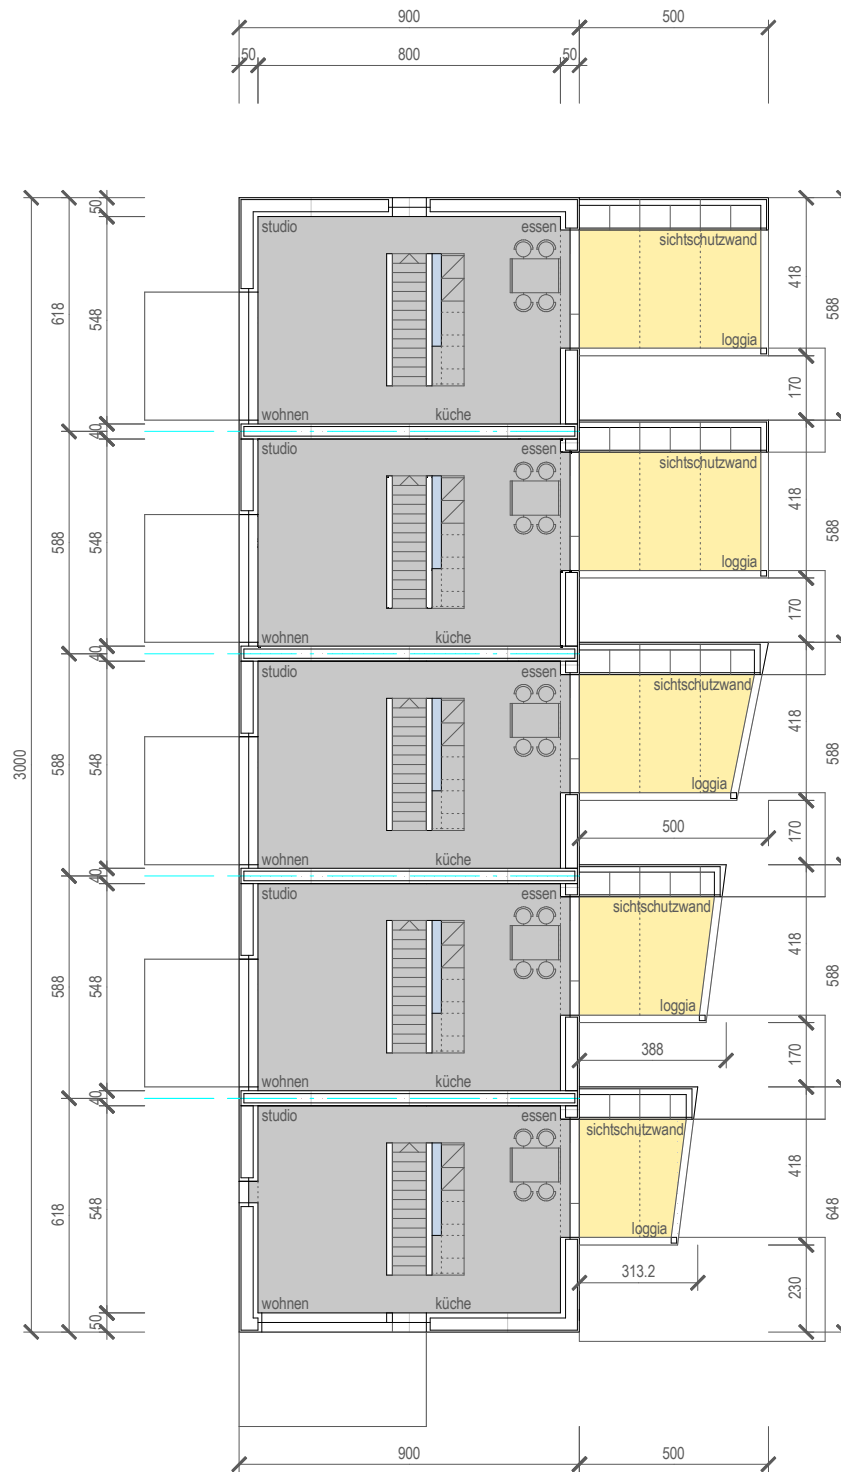 900 500
50 800 50
50
studio essen
sichtschutzwand
618 548 418 588
loggia
170
wohnen küche
40
studio essen
sichtschutzwand
588 548 418 588
loggia
170
wohnen küche
40
studio essen
sichtschutzwand
3000 588 548 418 588
loggia
500
170
wohnen küche
40
studio essen
sichtschutzwand
588 548 418 588
loggia
388
170
wohnen küche
40
studio essen
sichtschutzwand
618 548 418 648
loggia
313.2
230
wohnen küche
50
900 500